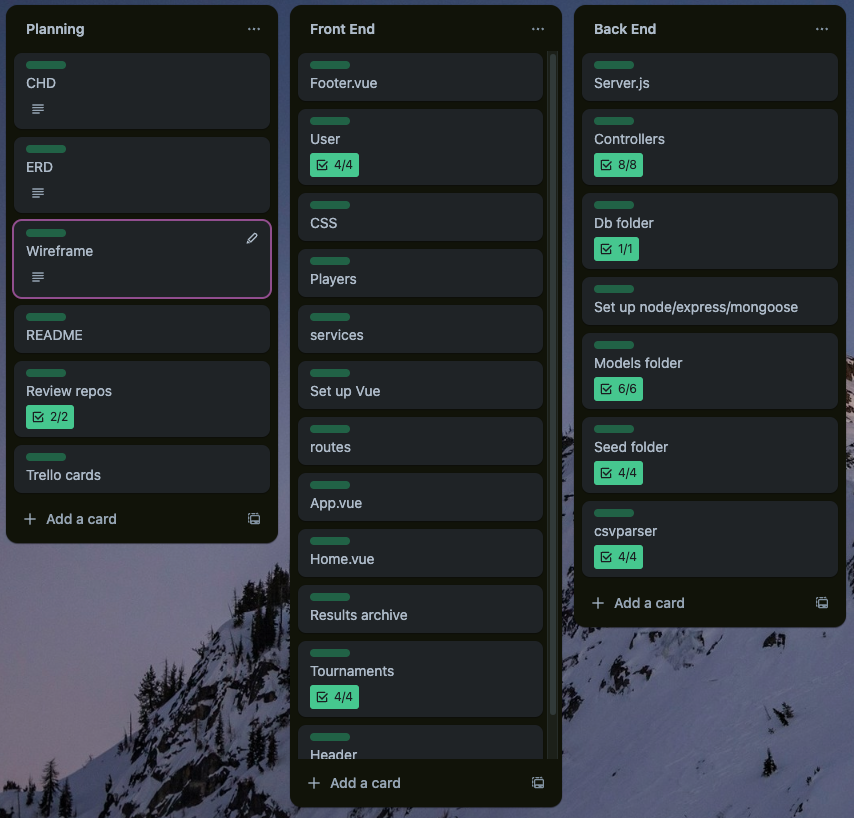 Planning
CHD
ERD
Wireframe
README
Review repos
2/2
Trello cards
Add a card
Front End
Footer.vue
User
4/4
CSS
Players
services
Set up Vue
routes
App.vue
Home.vue
Results archive
Tournaments
4/4
Header
Add a card
Back End
Server.js
Controllers
8/8
Db folder
1/1
Set up node/express/mongoose
Models folder
6/6
Seed folder
4/4
csvparser
4/4
Add a card